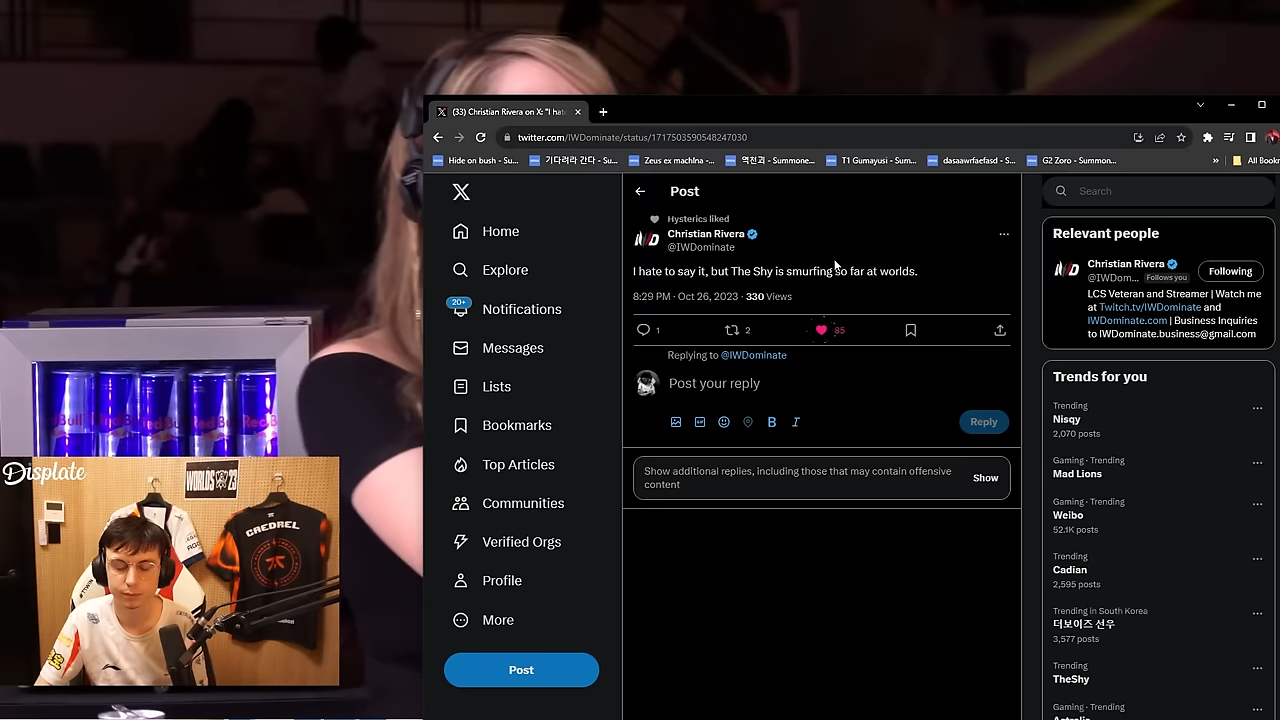 (33) Christian Rivera on X: "I hat
twitter.com/IWDominate/status/1717503590548247030
Hide on bush - Su...
기다려라 간다 - Su...
Zeus ex machIna -...
역천괴 - Summone...
T1 Gumayusi - Sum...
dasaawrfaefasd - S...
G2 Zoro - Summon...
»
All Bookr
Home
Explore
20+
Notifications
Messages
Lists
Bookmarks
Top Articles
Communities
Verified Orgs
Profile
More
Post
Post
Hysterics liked
Christian Rivera
@IWDominate
I hate to say it, but The Shy is smurfing so far at worlds.
8:29 PM · Oct 26, 2023 · 330 Views
1
2
85
Replying to @IWDominate
Post your reply
Reply
Show additional replies, including those that may contain offensive
content
Show
Search
Relevant people
Christian Rivera
@IWDom... Follows you
Following
LCS Veteran and Streamer | Watch me
at Twitch.tv/IWDominate and
IWDominate.com | Business Inquiries
to IWDominate.business@gmail.com
Trends for you
Trending
Nisqy
2,070 posts
Gaming · Trending
Mad Lions
Gaming · Trending
Weibo
52.1K posts
Trending
Cadian
2,595 posts
Trending in South Korea
더보이즈 선우
3,577 posts
Trending
TheShy
Gaming · Trending
Displate
WORLDS 23
CAEDREL